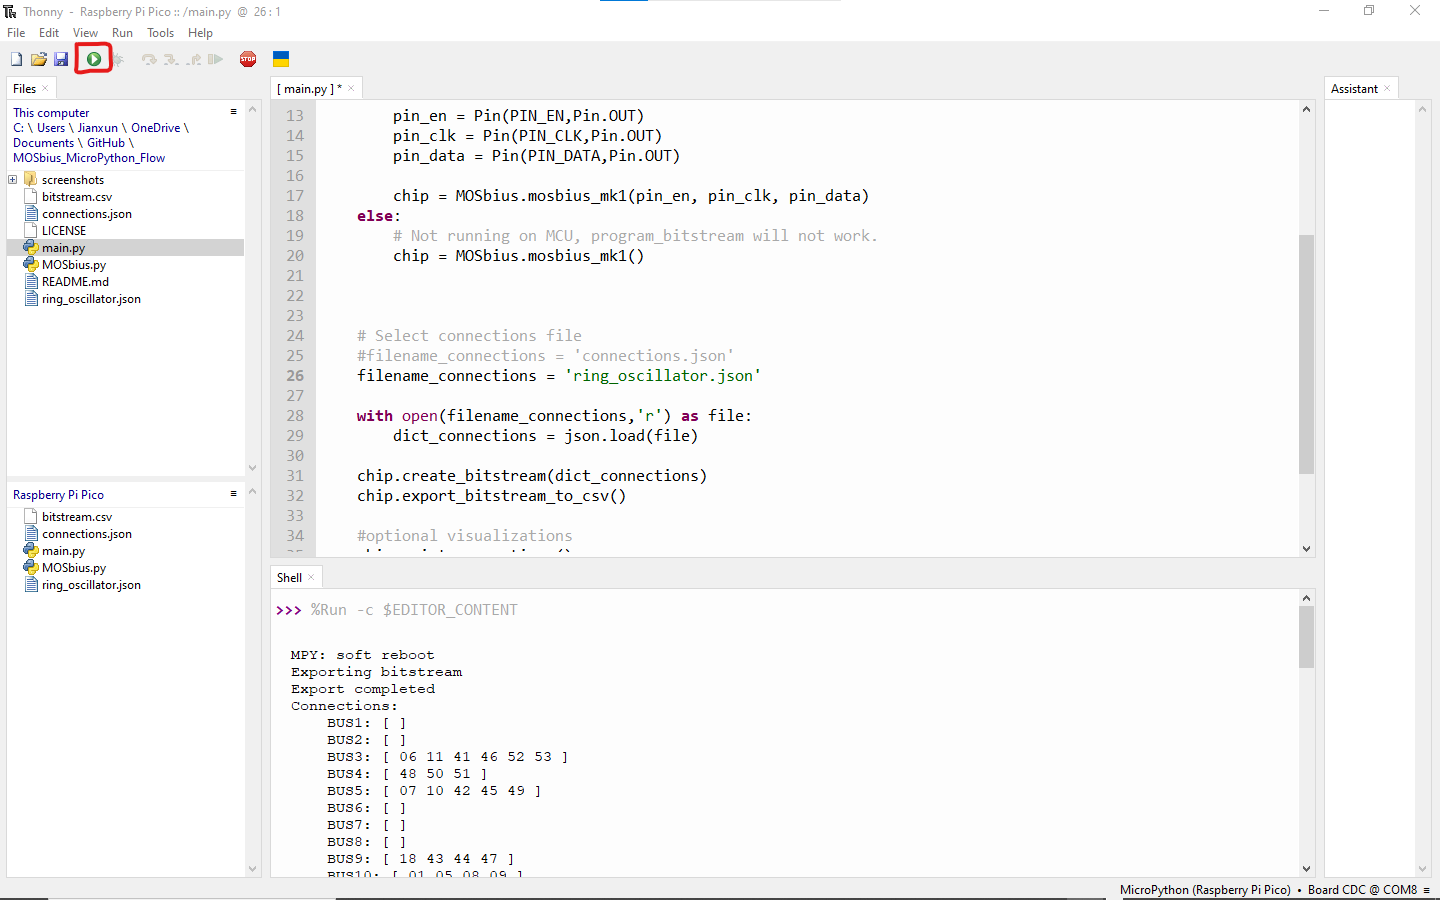 Thonny - Raspberry Pi Pico :: /main.py @ 26 : 1
File Edit View Run Tools Help
STOP
Files
This computer
C: \ Users \ Jianxun \ OneDrive \
Documents \ GitHub \
MOSbius_MicroPython_Flow
screenshots
bitstream.csv
connections.json
LICENSE
main.py
MOSbius.py
README.md
ring_oscillator.json
Raspberry Pi Pico
bitstream.csv
connections.json
main.py
MOSbius.py
ring_oscillator.json
[ main.py ] *
13 pin_en = Pin(PIN_EN,Pin.OUT)
14 pin_clk = Pin(PIN_CLK,Pin.OUT)
15 pin_data = Pin(PIN_DATA,Pin.OUT)
16
17 chip = MOSbius.mosbius_mk1(pin_en, pin_clk, pin_data)
18 else:
19 # Not running on MCU, program_bitstream will not work.
20 chip = MOSbius.mosbius_mk1()
21
22
23
24 # Select connections file
25 #filename_connections = 'connections.json'
26 filename_connections = 'ring_oscillator.json'
27
28 with open(filename_connections,'r') as file:
29 dict_connections = json.load(file)
30
31 chip.create_bitstream(dict_connections)
32 chip.export_bitstream_to_csv()
33
34 #optional visualizations
Shell
>>> %Run -c $EDITOR_CONTENT
MPY: soft reboot
Exporting bitstream
Export completed
Connections:
BUS1: [ ]
BUS2: [ ]
BUS3: [ 06 11 41 46 52 53 ]
BUS4: [ 48 50 51 ]
BUS5: [ 07 10 42 45 49 ]
BUS6: [ ]
BUS7: [ ]
BUS8: [ ]
BUS9: [ 18 43 44 47 ]
BUS10: [ 01 05 08 09 ]
Assistant
MicroPython (Raspberry Pi Pico) • Board CDC @ COM8 ≡